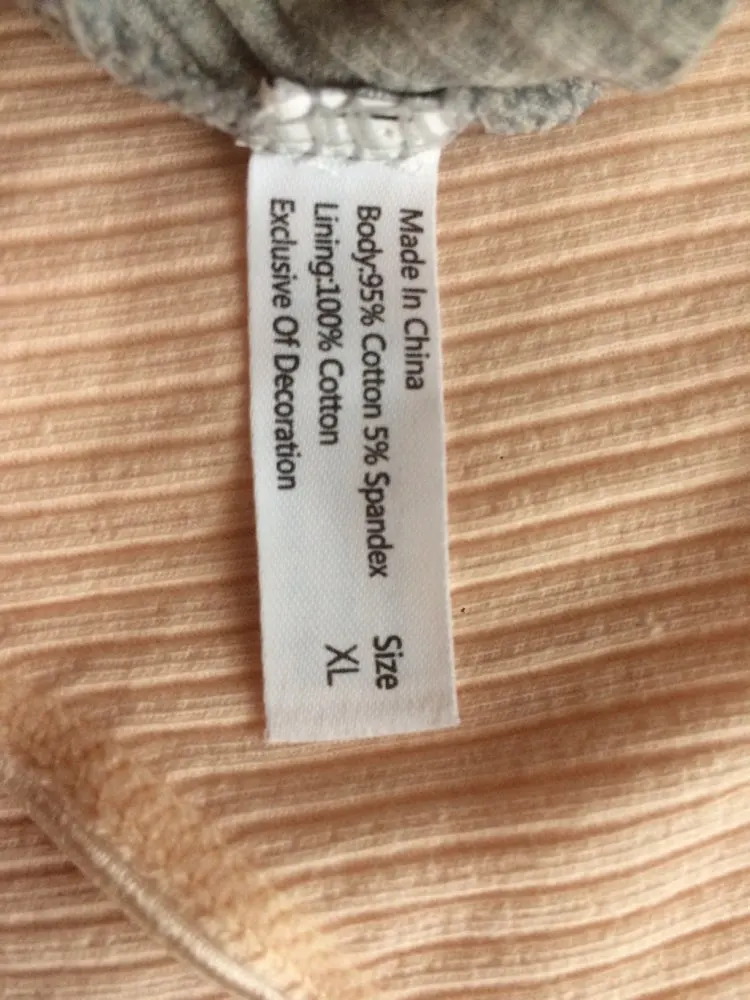 Made In China
Body:95% Cotton 5% Spandex
Lining:100% Cotton
Exclusive Of Decoration
Size
XL